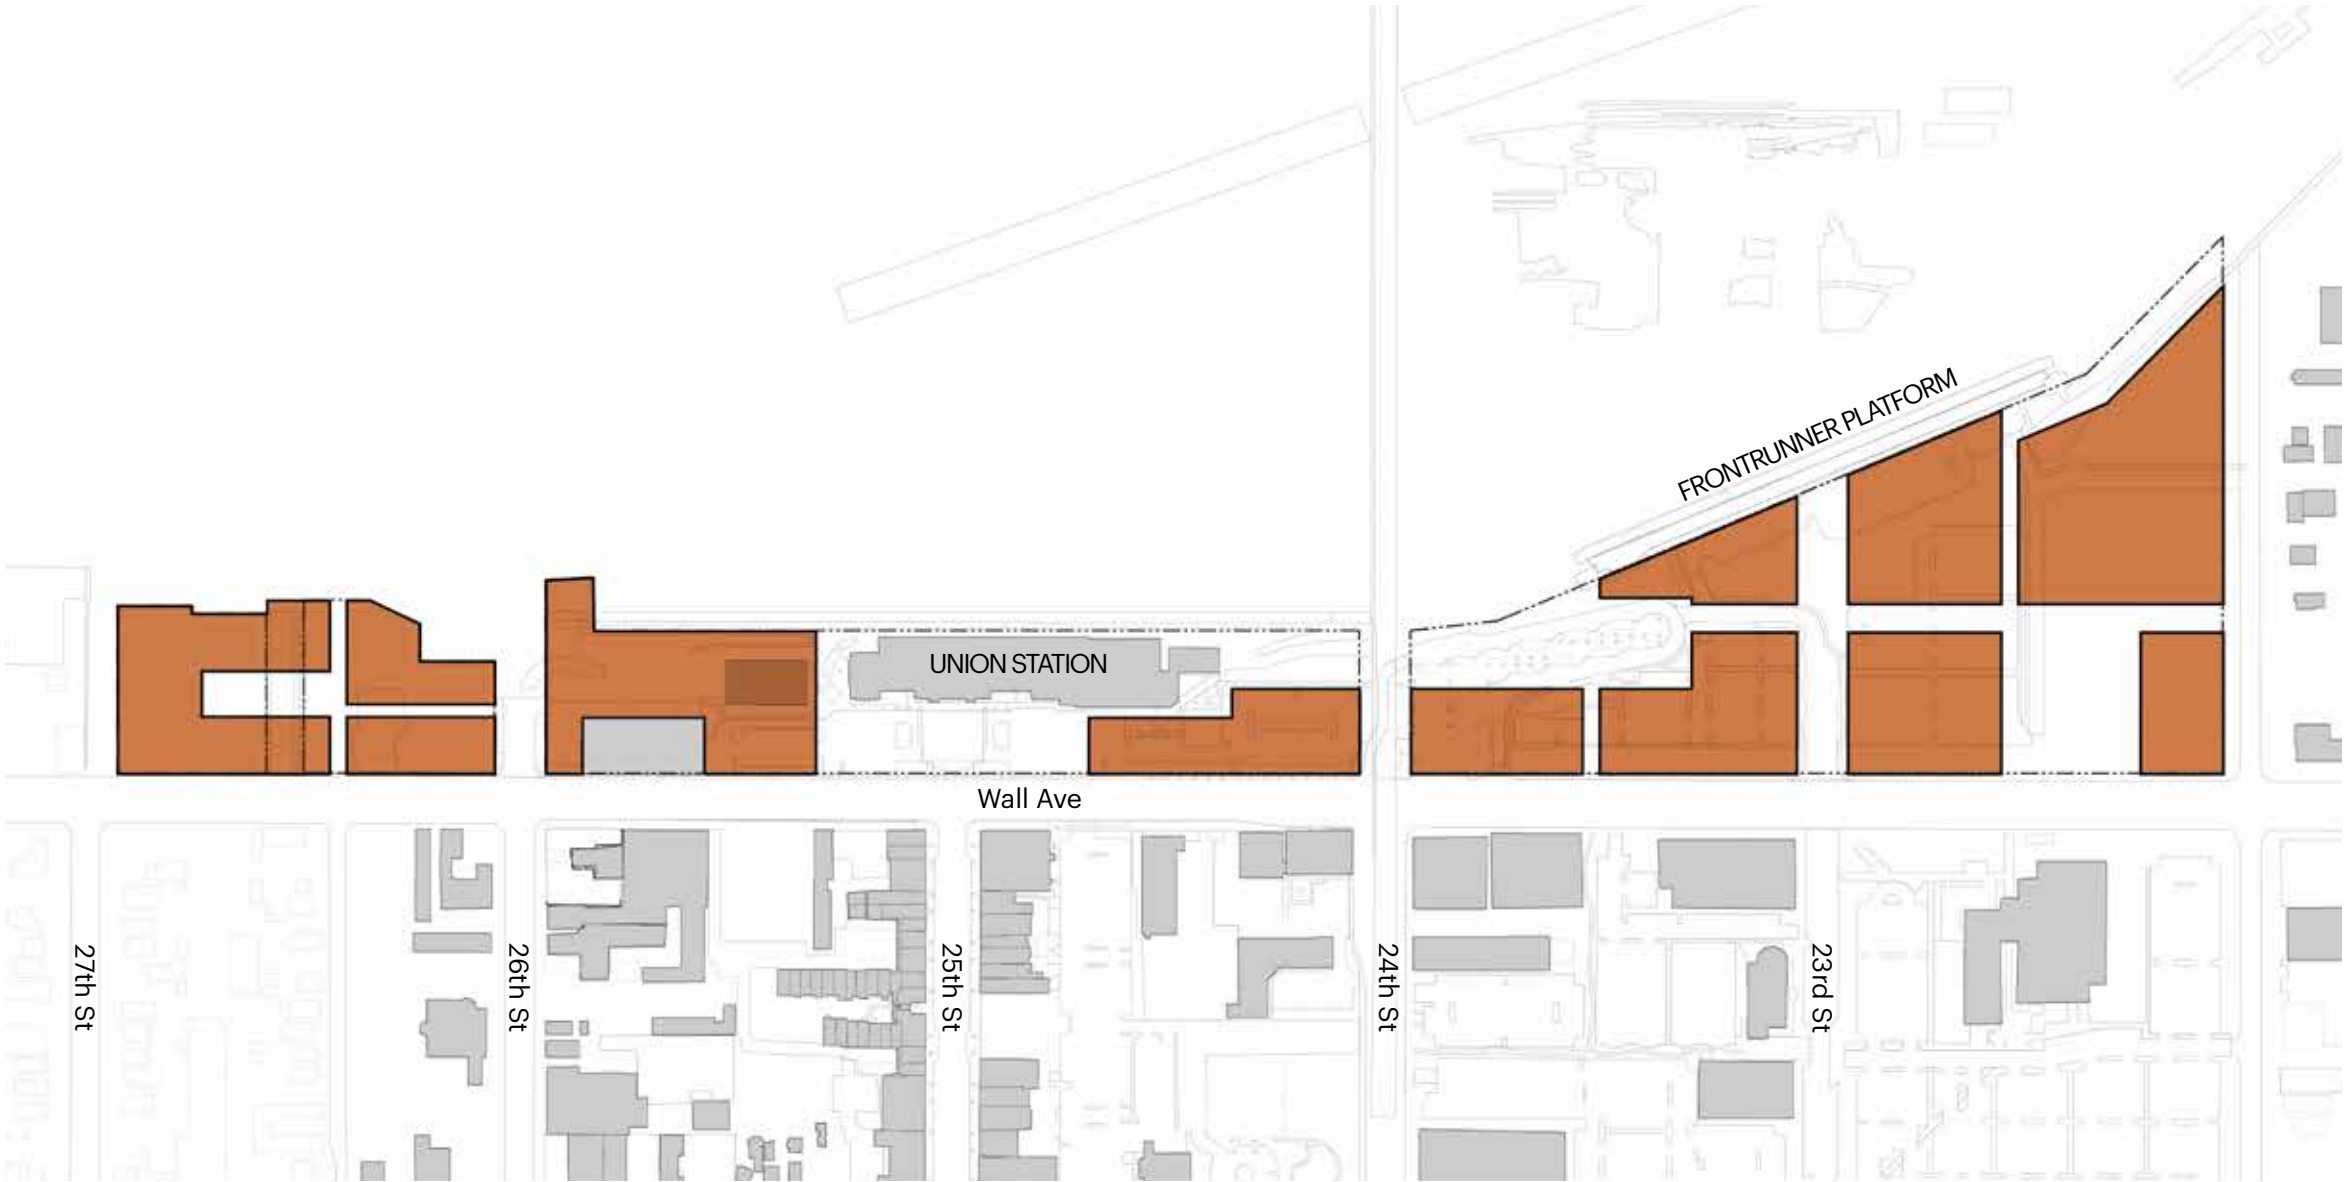 FRONTRUNNER PLATFORM
UNION STATION
Wall Ave
27th St
26th St
25th St
24th St
23rd St